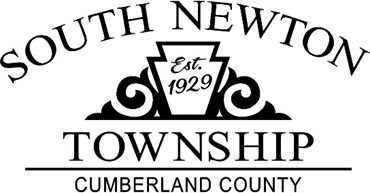 SOUTH NEWTON
Est.
1929
TOWNSHIP
CUMBERLAND COUNTY